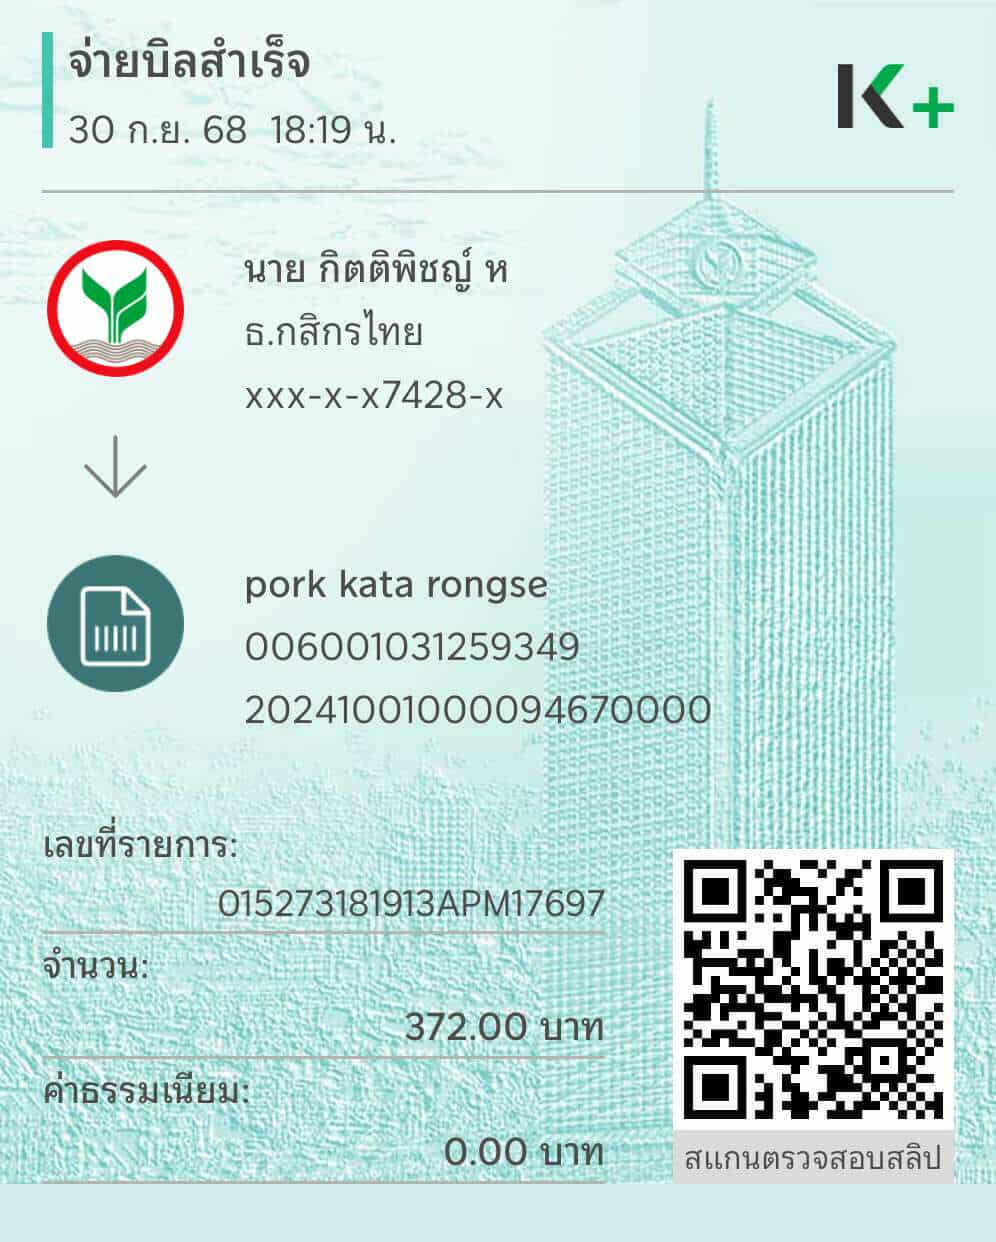 จ่ายบิลสำเร็จ
30 ก.ย. 68 18:19 น.
K+
นาย กิตติพิชญ์ ห
ธ.กสิกรไทย
xxx-x-x7428-x
pork kata rongse
006001031259349
202410010000094670000
เลขที่รายการ:
015273181913APM17697
จำนวน:
372.00 บาท
ค่าธรรมเนียม:
0.00 บาท
สแกนตรวจสอบสลิป